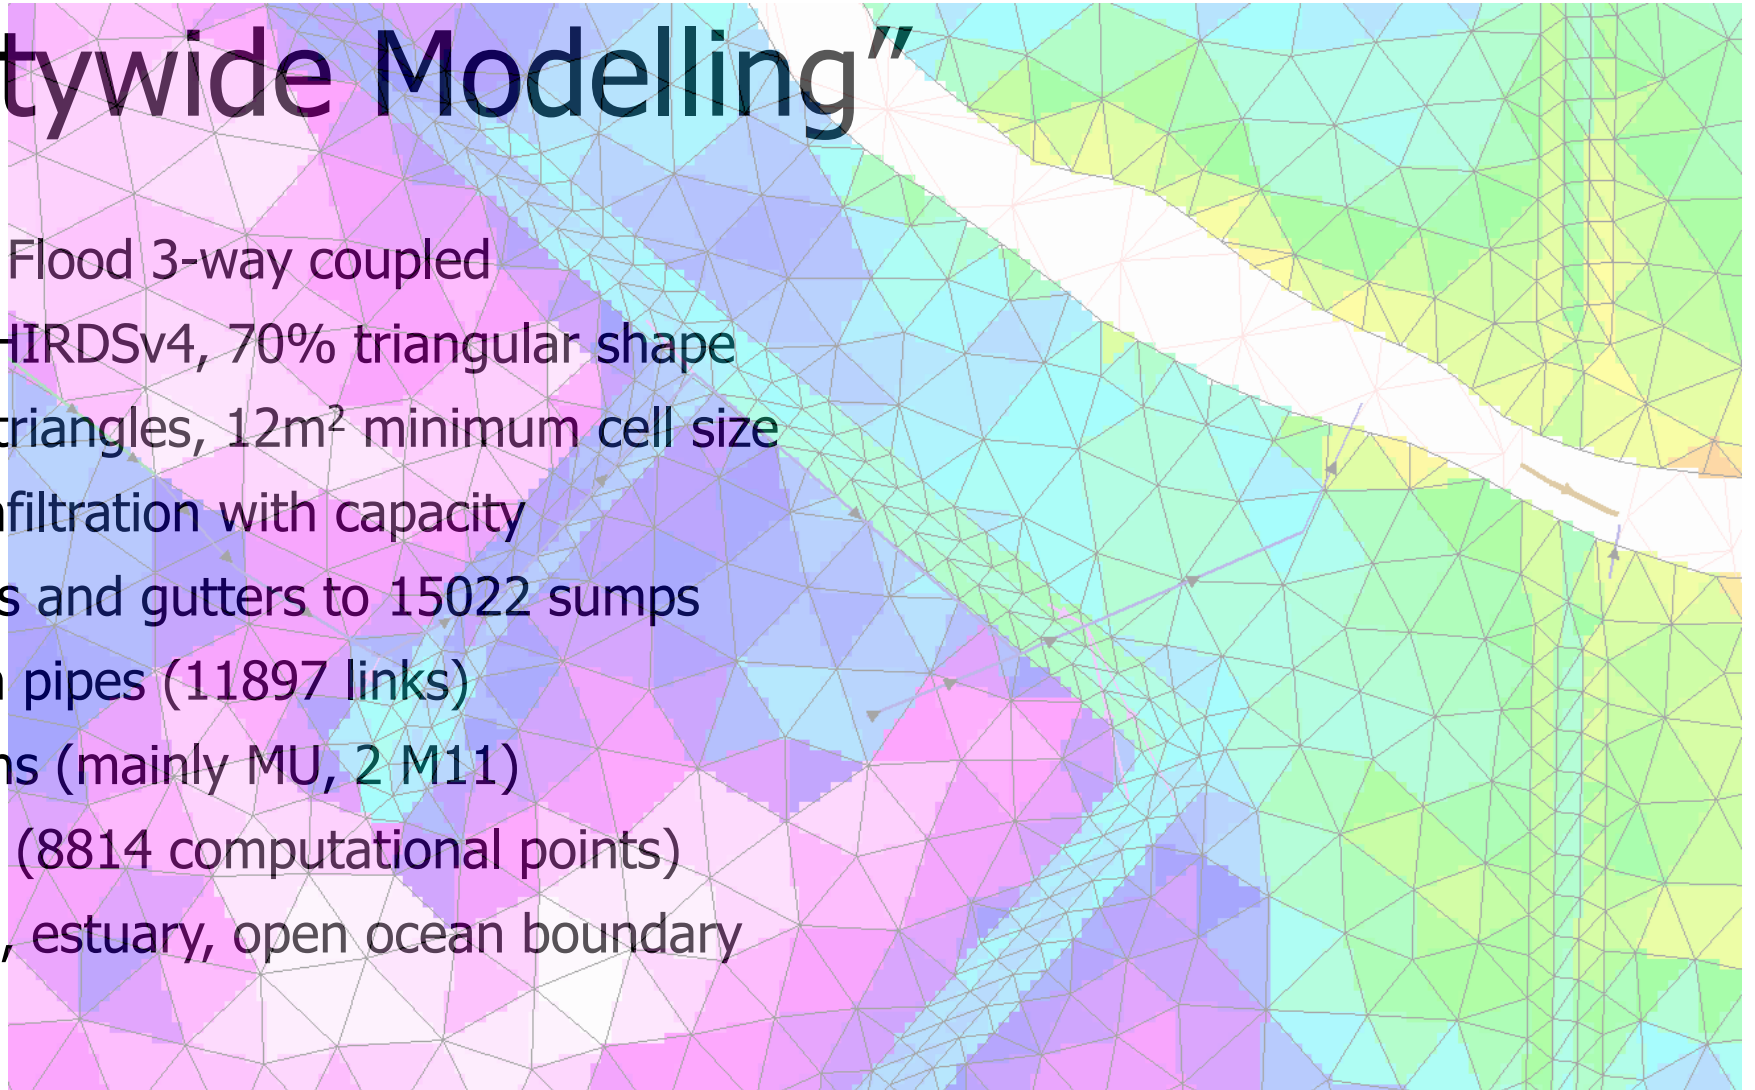 tywide Modelling”
Flood 3-way coupled
HIRDSv4, 70% triangular shape
triangles, 12m² minimum cell size
nfiltration with capacity
s and gutters to 15022 sumps
pipes (11897 links)
ns (mainly MU, 2 M11)
(8814 computational points)
, estuary, open ocean boundary